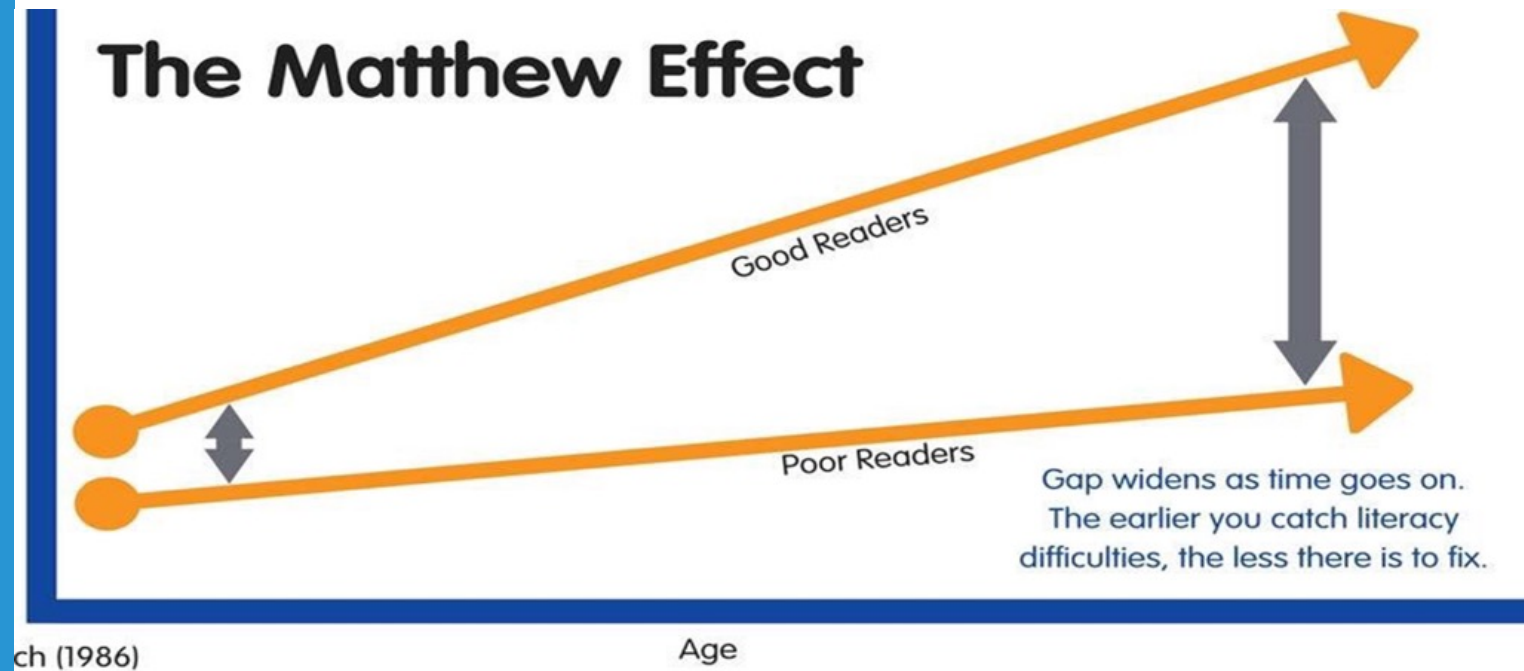 The Matthew Effect
Good Readers
Poor Readers
Gap widens as time goes on.
The earlier you catch literacy
difficulties, the less there is to fix.
Age
ch (1986)